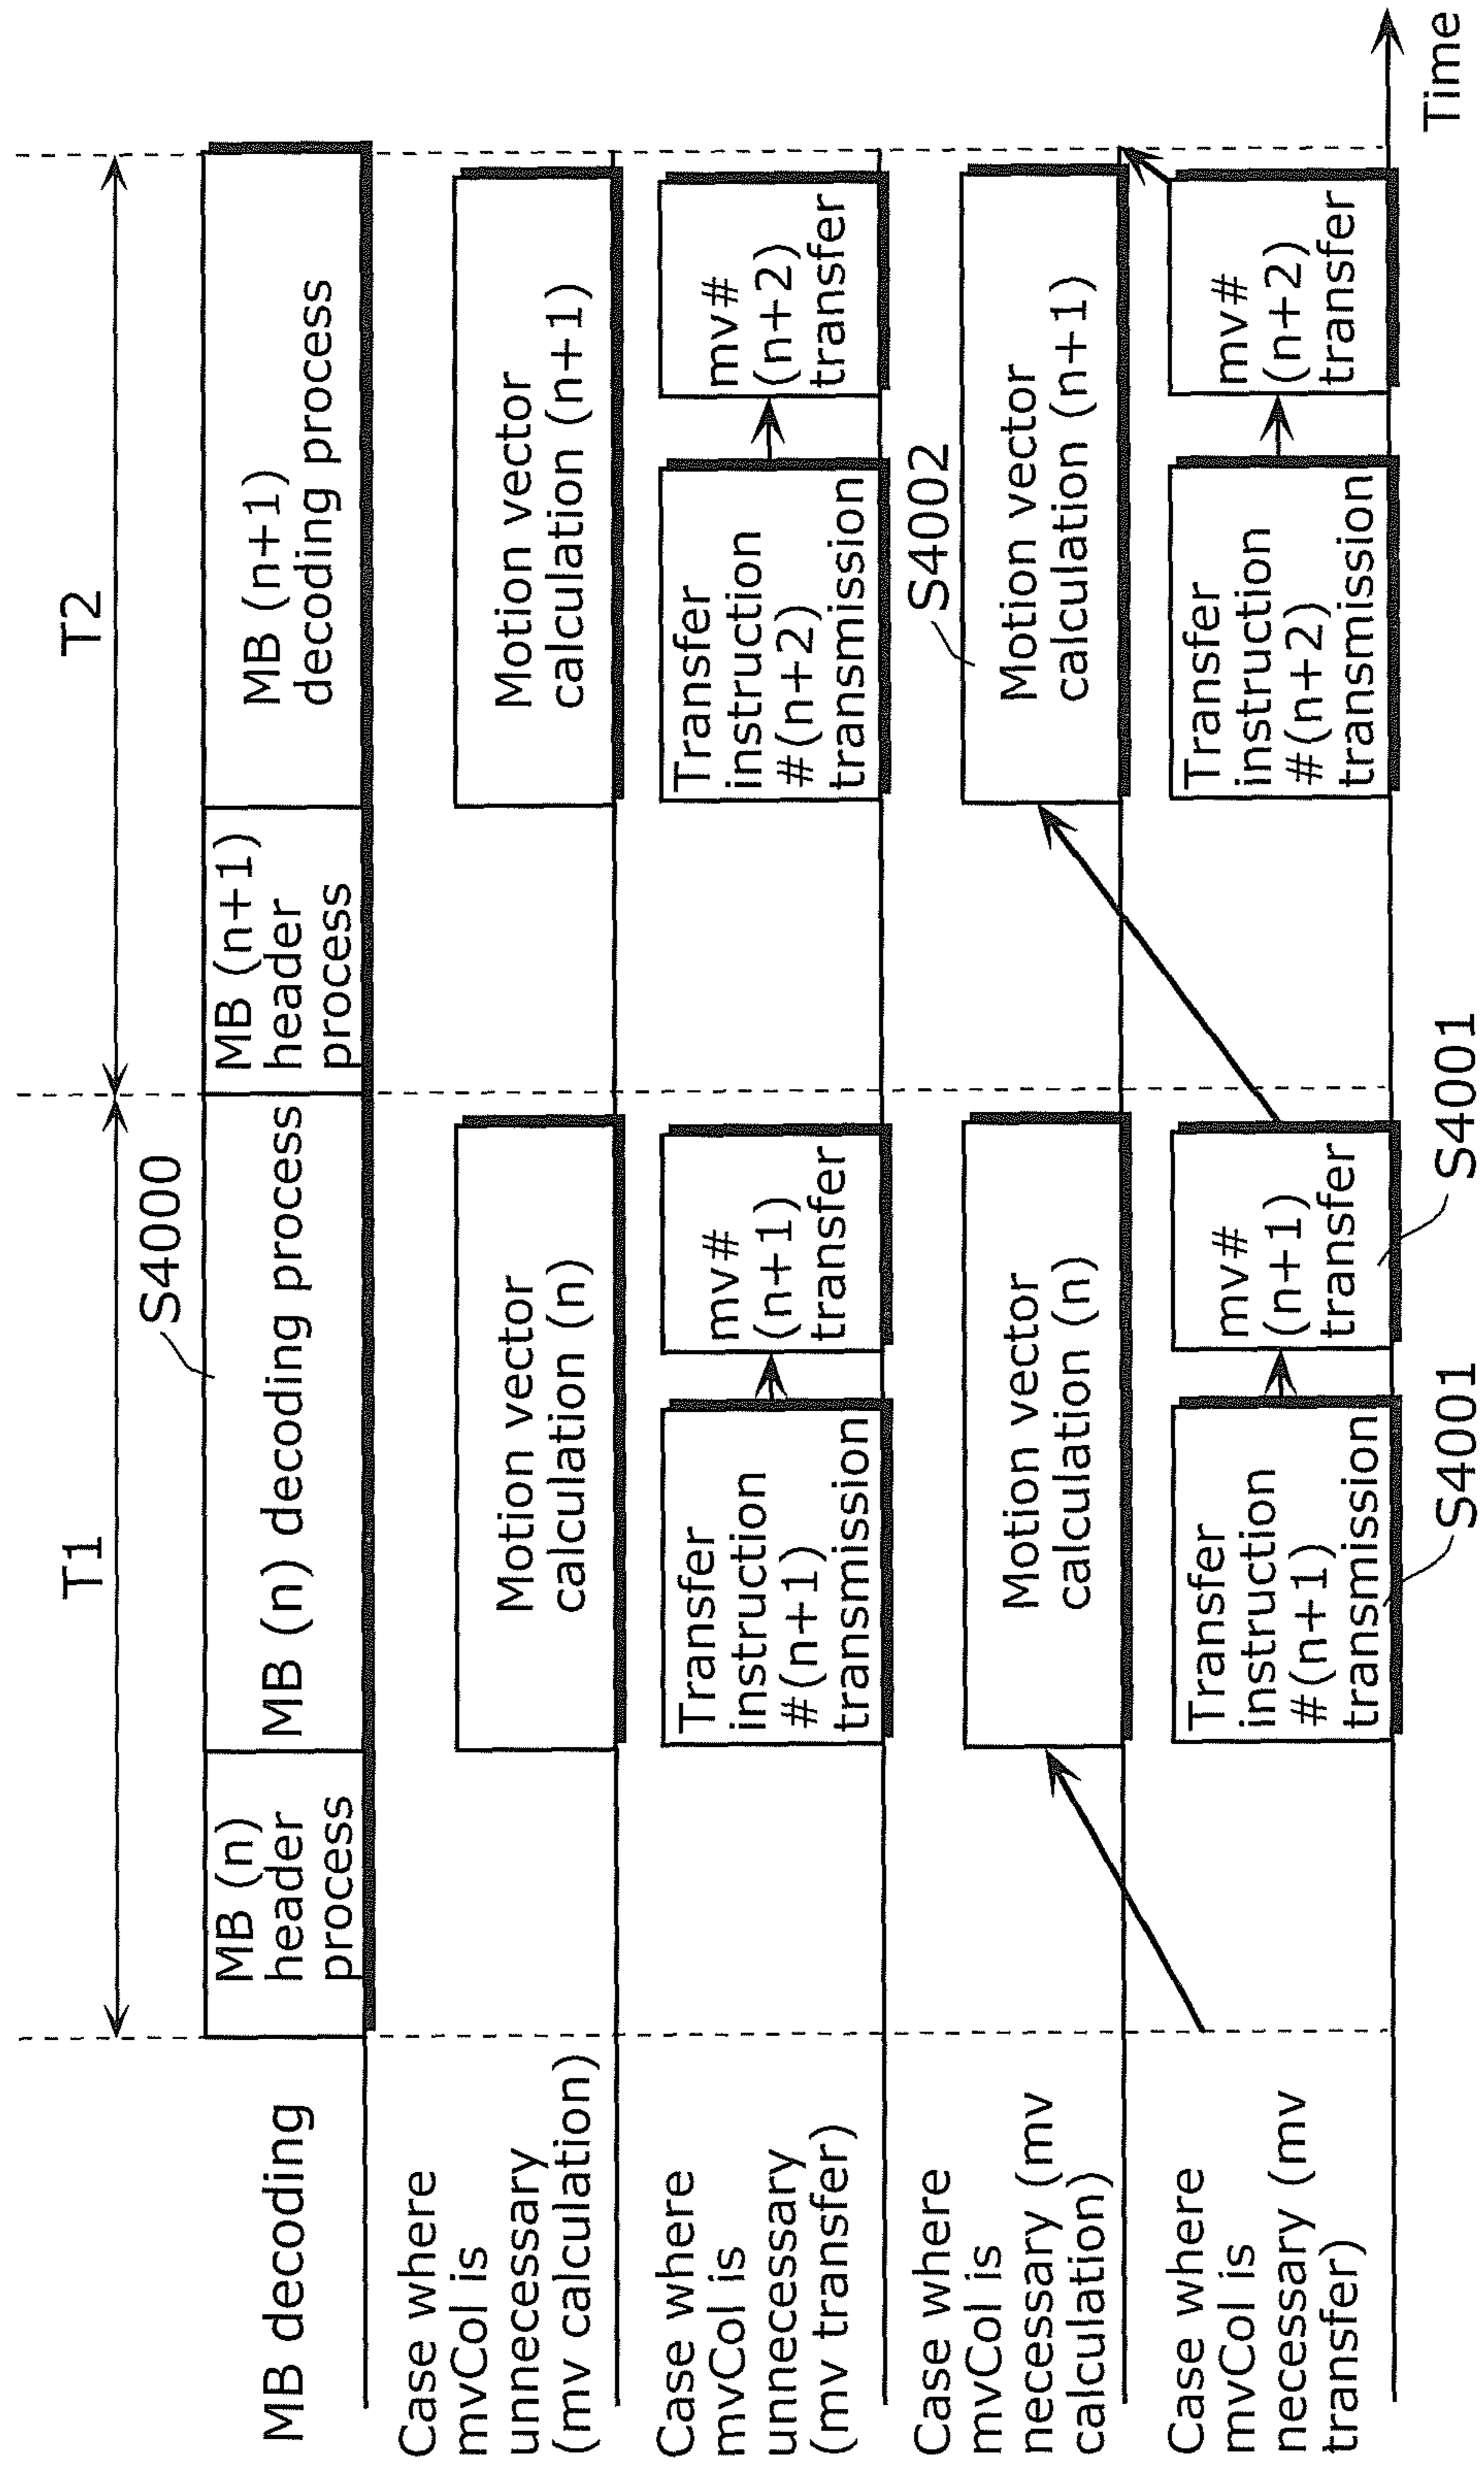 T1
T2
S4000
MB decoding
MB (n)
header
process
MB (n) decoding process
MB (n+1)
header
process
MB (n+1)
decoding process
Case where
mvCol is
unnecessary
(mv calculation)
Motion vector
calculation (n)
Motion vector
calculation (n+1)
Case where
mvCol is
unnecessary
(mv transfer)
Transfer
instruction
#(n+1)
transmission
mv#
(n+1)
transfer
Transfer
instruction
#(n+2)
transmission
mv#
(n+2)
transfer
S4002
Case where
mvCol is
necessary (mv
calculation)
Motion vector
calculation (n)
Motion vector
calculation (n+1)
Case where
mvCol is
necessary (mv
transfer)
Transfer
instruction
#(n+1)
transmission
mv#
(n+1)
transfer
Transfer
instruction
#(n+2)
transmission
mv#
(n+2)
transfer
S4001
S4001
Time